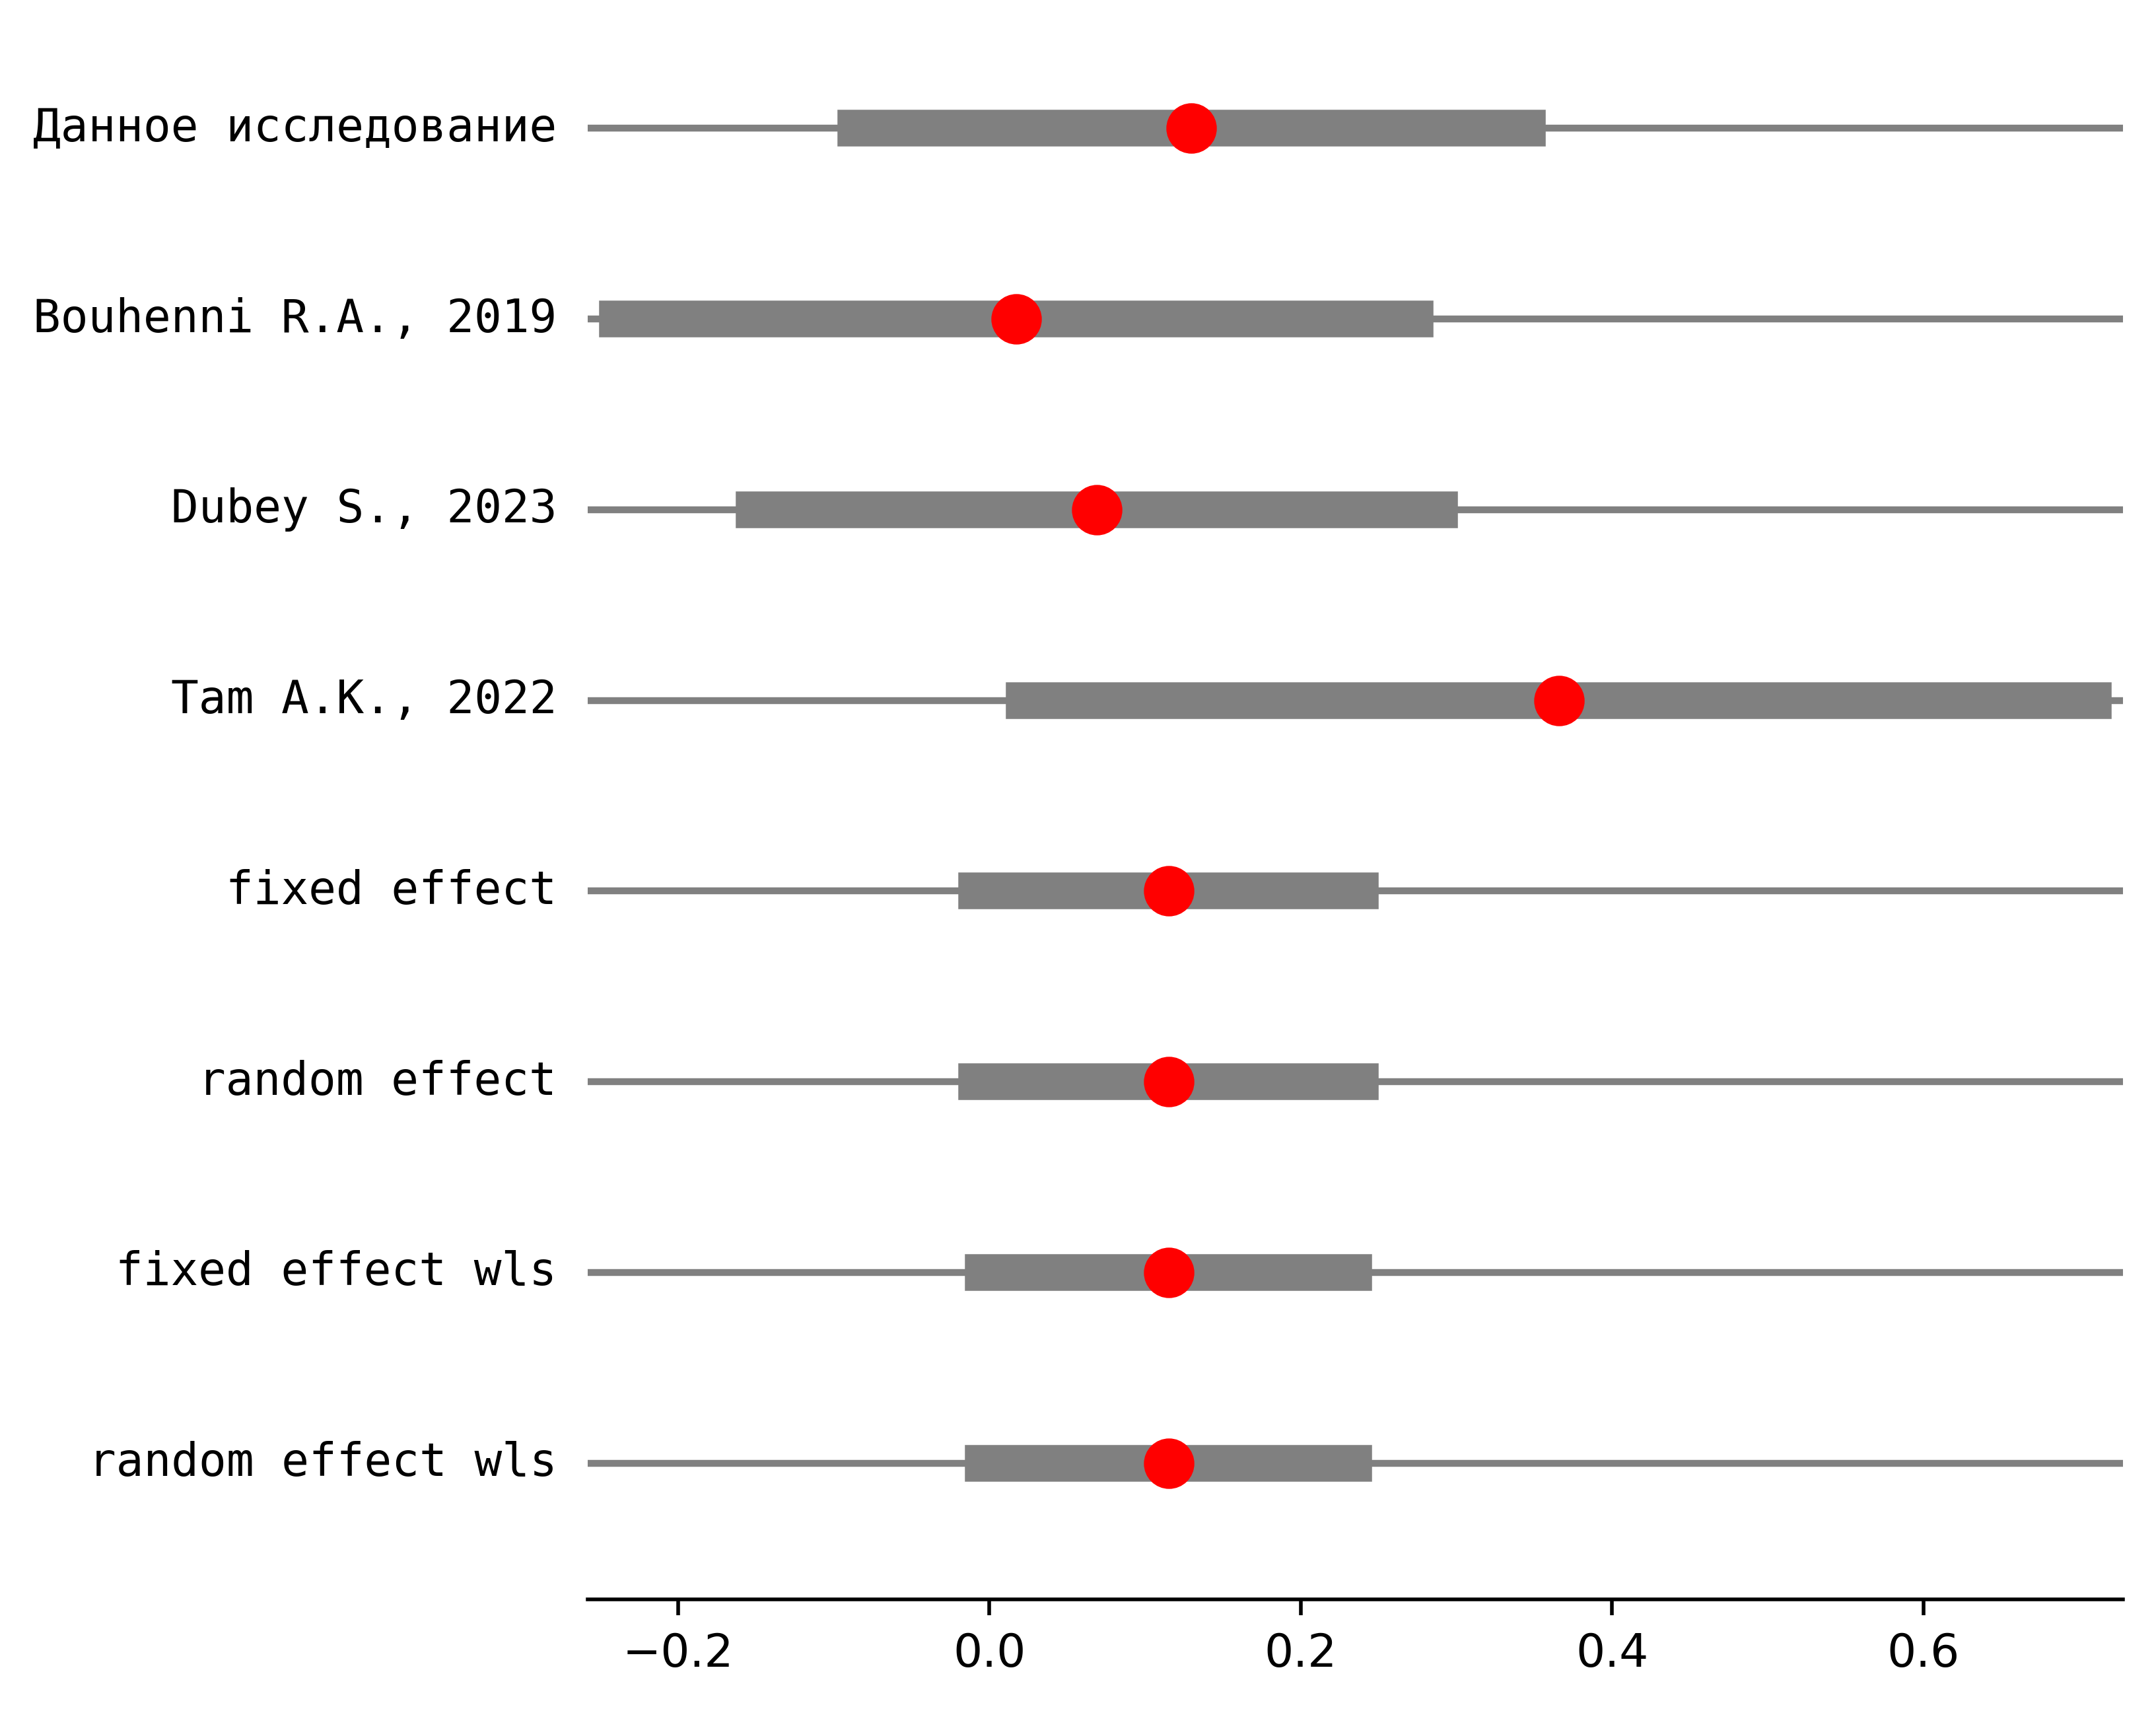 Данное исследование
Bouhenni R.A., 2019
Dubey S., 2023
Tam A.K., 2022
fixed effect
random effect
fixed effect wls
random effect wls
−0.2 0.0 0.2 0.4 0.6